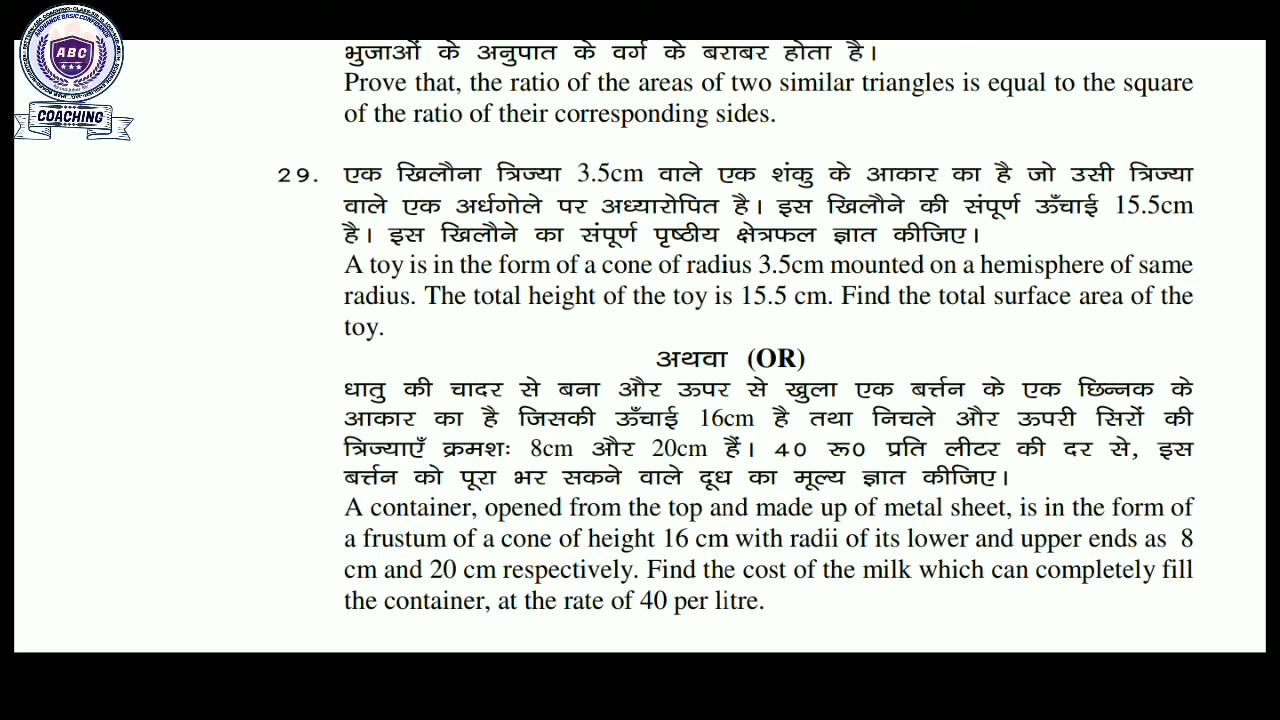 ABC
COACHING
भुजाओं के अनुपात के वर्ग के बराबर होता है।
Prove that, the ratio of the areas of two similar triangles is equal to the square
of the ratio of their corresponding sides.
29. एक खिलौना त्रिज्या 3.5cm वाले एक शंकु के आकार का है जो उसी त्रिज्या
वाले एक अर्धगोले पर अध्यारोपित है। इस खिलौने की संपूर्ण ऊँचाई 15.5cm
है। इस खिलौने का संपूर्ण पृष्ठीय क्षेत्रफल ज्ञात कीजिए।
A toy is in the form of a cone of radius 3.5cm mounted on a hemisphere of same
radius. The total height of the toy is 15.5 cm. Find the total surface area of the
toy.
अथवा (OR)
धातु की चादर से बना और ऊपर से खुला एक बर्त्तन के एक छिन्नक के
आकार का है जिसकी ऊँचाई 16cm है तथा निचले और ऊपरी सिरों की
त्रिज्याएँ क्रमशः 8cm और 20cm हैं। 40 रू0 प्रति लीटर की दर से, इस
बर्त्तन को पूरा भर सकने वाले दूध का मूल्य ज्ञात कीजिए।
A container, opened from the top and made up of metal sheet, is in the form of
a frustum of a cone of height 16 cm with radii of its lower and upper ends as 8
cm and 20 cm respectively. Find the cost of the milk which can completely fill
the container, at the rate of 40 per litre.